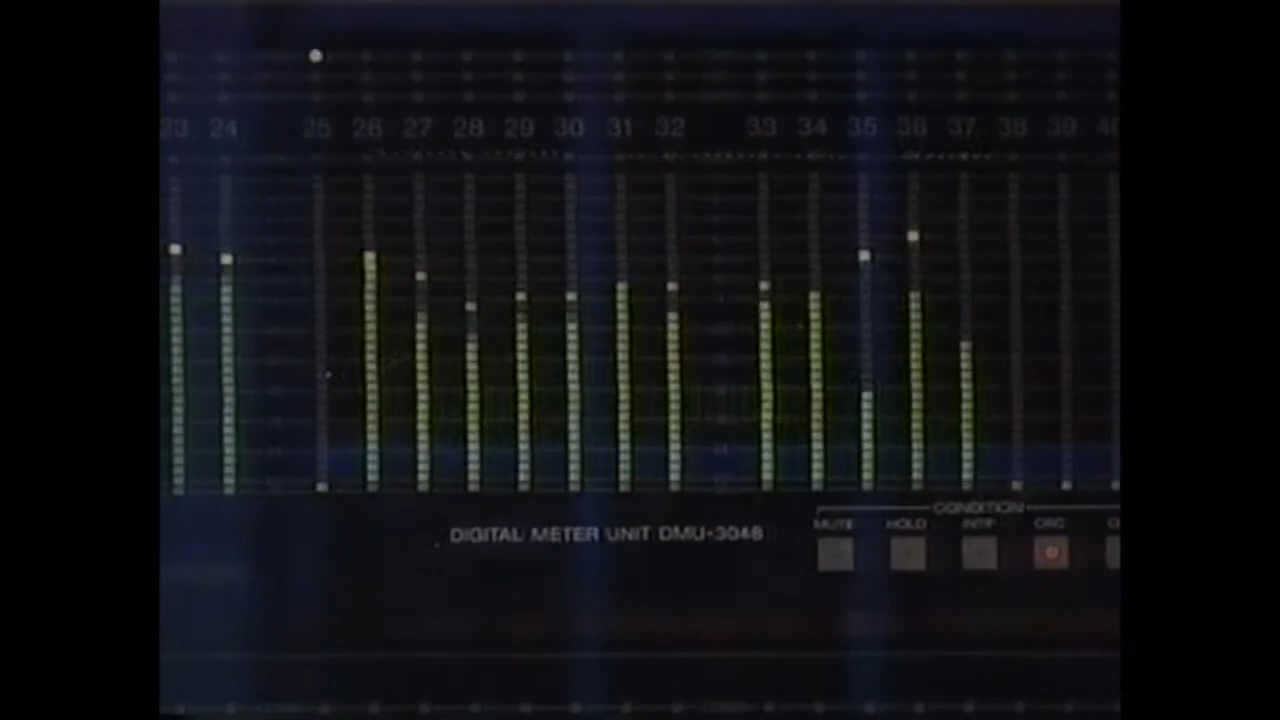 23 24 25 26 27 28 29 30 31 32 33 34 35 36 37 38 39 40
CONDITION
MUTE HOLD INTP OSC
DIGITAL METER UNIT DMU-3048